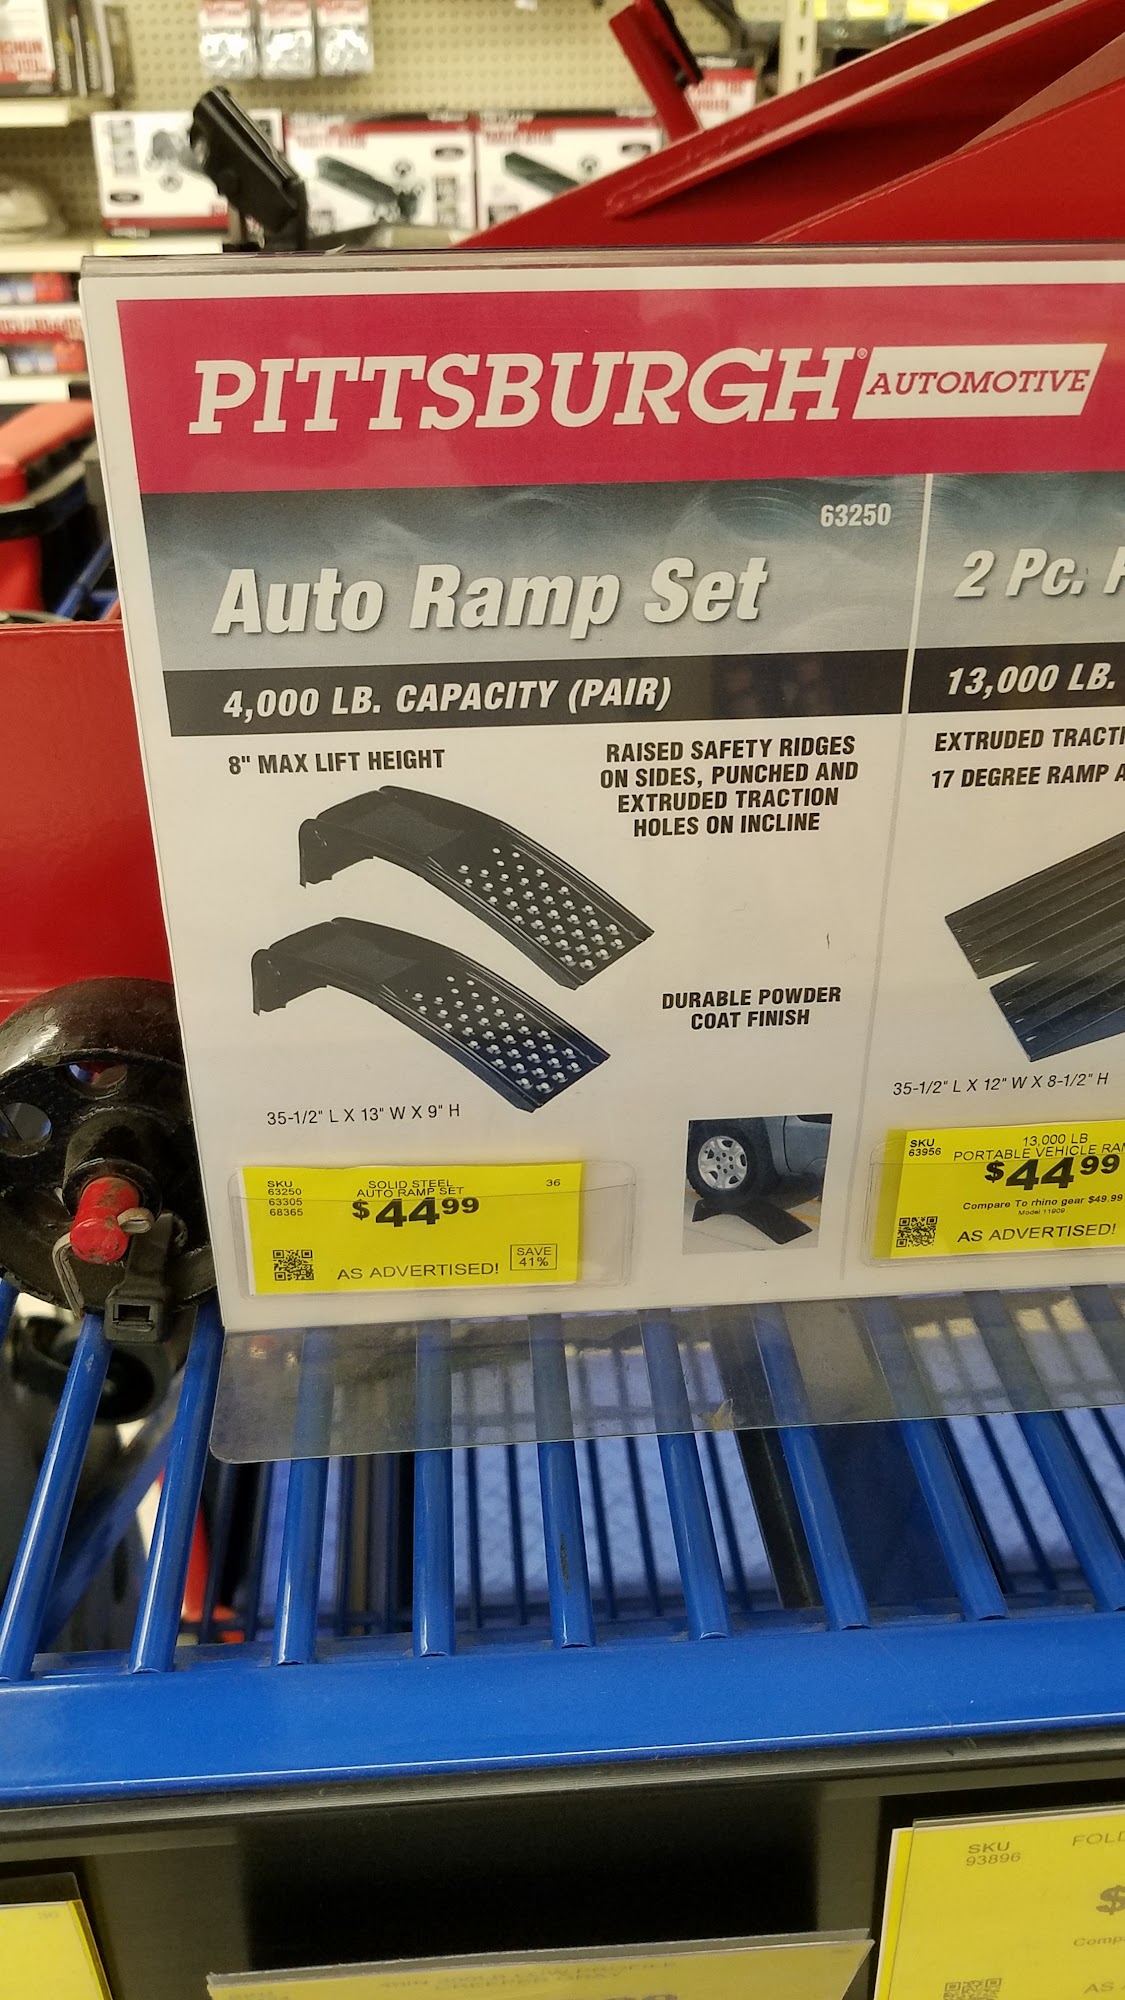 PITTSBURGH® AUTOMOTIVE
63250
Auto Ramp Set
4,000 LB. CAPACITY (PAIR)
8" MAX LIFT HEIGHT
RAISED SAFETY RIDGES
ON SIDES, PUNCHED AND
EXTRUDED TRACTION
HOLES ON INCLINE
DURABLE POWDER
COAT FINISH
35-1/2" L X 13" W X 9" H
SKU
63250
63305
68365
SOLID STEEL
AUTO RAMP SET
36
$44.99
AS ADVERTISED!
SAVE
41%
2 Pc.
13,000 LB.
EXTRUDED
17 DEGREE RAMP
35-1/2" L X 12" W X 8-1/2" H
SKU
63956
13,000 LB
PORTABLE VEHICLE
$44.99
Compare To rhino gear $49.99
Model 11909
AS ADVERTISED!
SKU
93896
$
AS